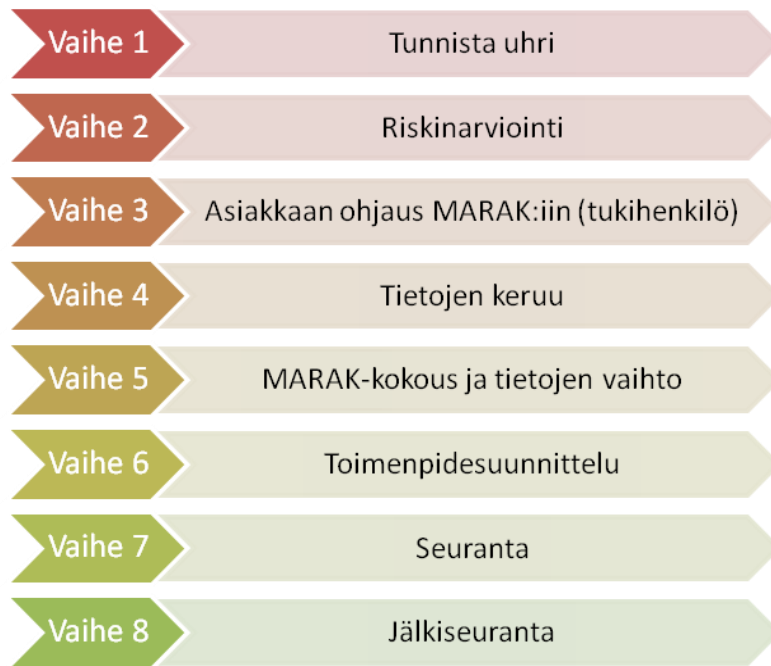 Vaihe 1 Tunnista uhri
Vaihe 2 Riskinarviointi
Vaihe 3 Asiakkaan ohjaus MARAK:iin (tukihenkilö)
Vaihe 4 Tietojen keruu
Vaihe 5 MARAK-kokous ja tietojen vaihto
Vaihe 6 Toimenpidesuunnittelu
Vaihe 7 Seuranta
Vaihe 8 Jälkiseuranta